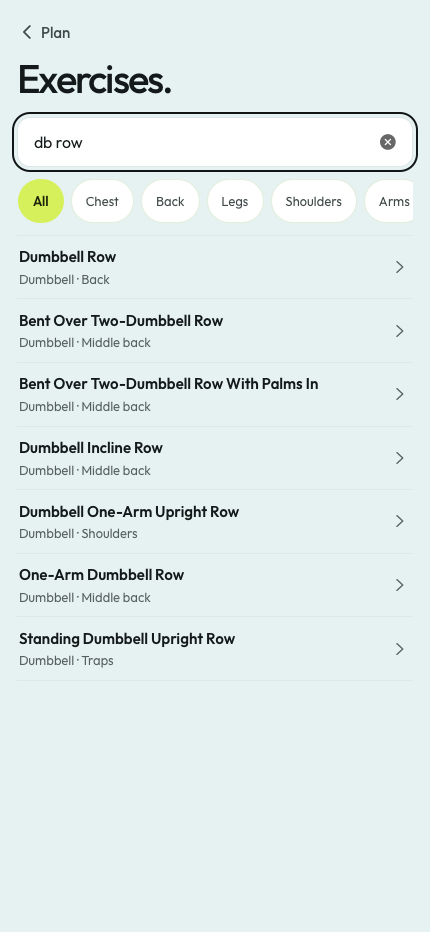 Plan
Exercises.
db row
All Chest Back Legs Shoulders Arms
Dumbbell Row
Dumbbell · Back
Bent Over Two-Dumbbell Row
Dumbbell · Middle back
Bent Over Two-Dumbbell Row With Palms In
Dumbbell · Middle back
Dumbbell Incline Row
Dumbbell · Middle back
Dumbbell One-Arm Upright Row
Dumbbell · Shoulders
One-Arm Dumbbell Row
Dumbbell · Middle back
Standing Dumbbell Upright Row
Dumbbell · Traps